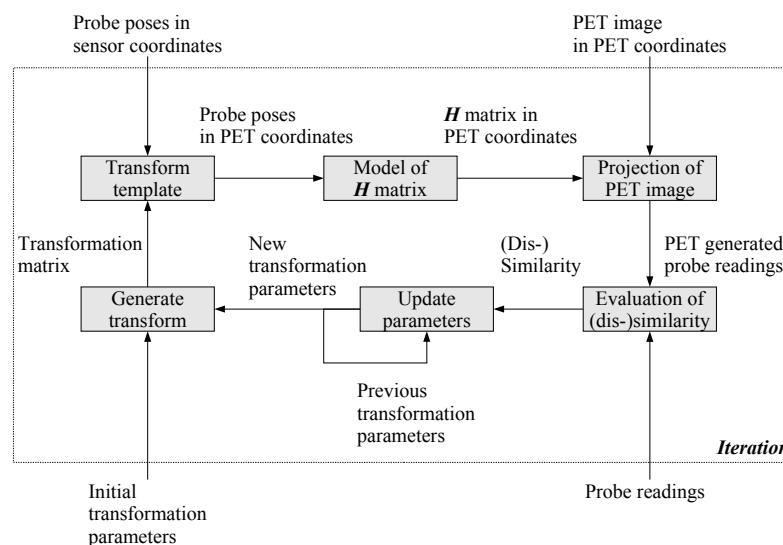 Probe poses in
sensor coordinates
PET image
in PET coordinates
Probe poses
in PET coordinates
H matrix in
PET coordinates
Transform
template
Model of
H matrix
Projection of
PET image
Transformation
matrix
New
transformation
parameters
(Dis-)
Similarity
PET generated
probe readings
Generate
transform
Update
parameters
Evaluation of
(dis-)similarity
Previous
transformation
parameters
Iteration
Initial
transformation
parameters
Probe readings